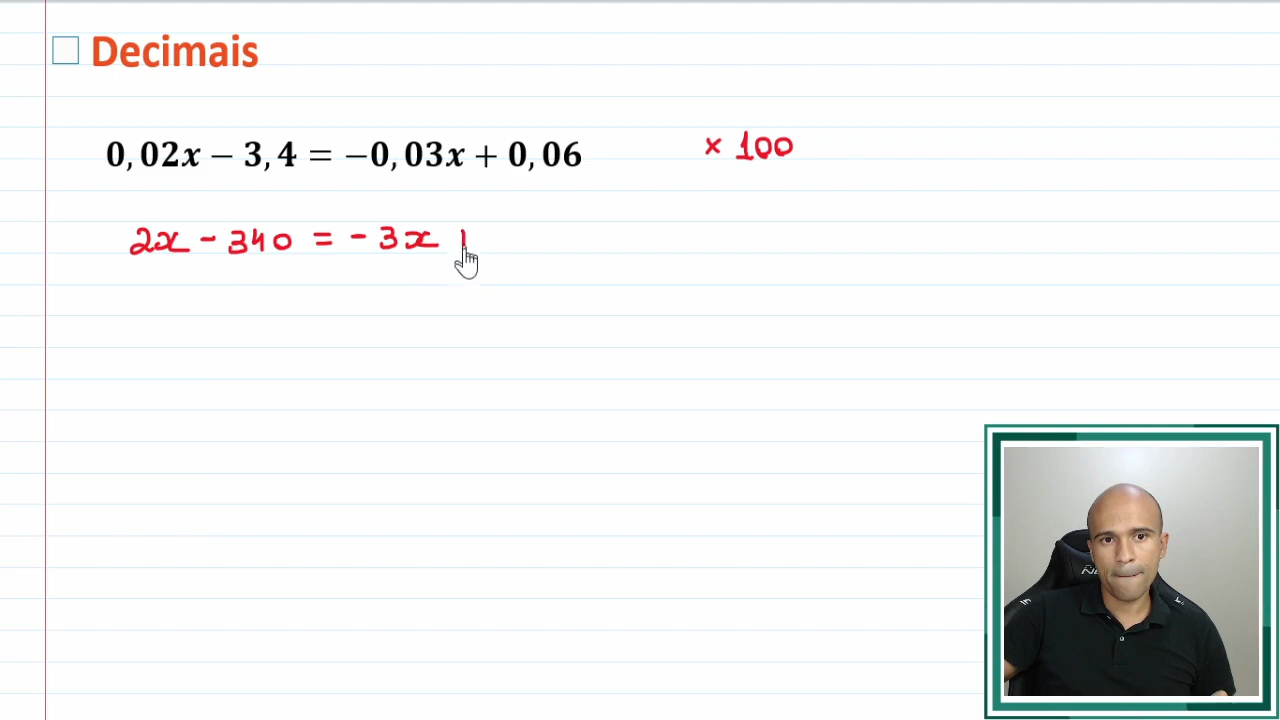 Decimais
0,02x − 3,4 = −0,03x + 0,06
× 100
2x - 340 = - 3x